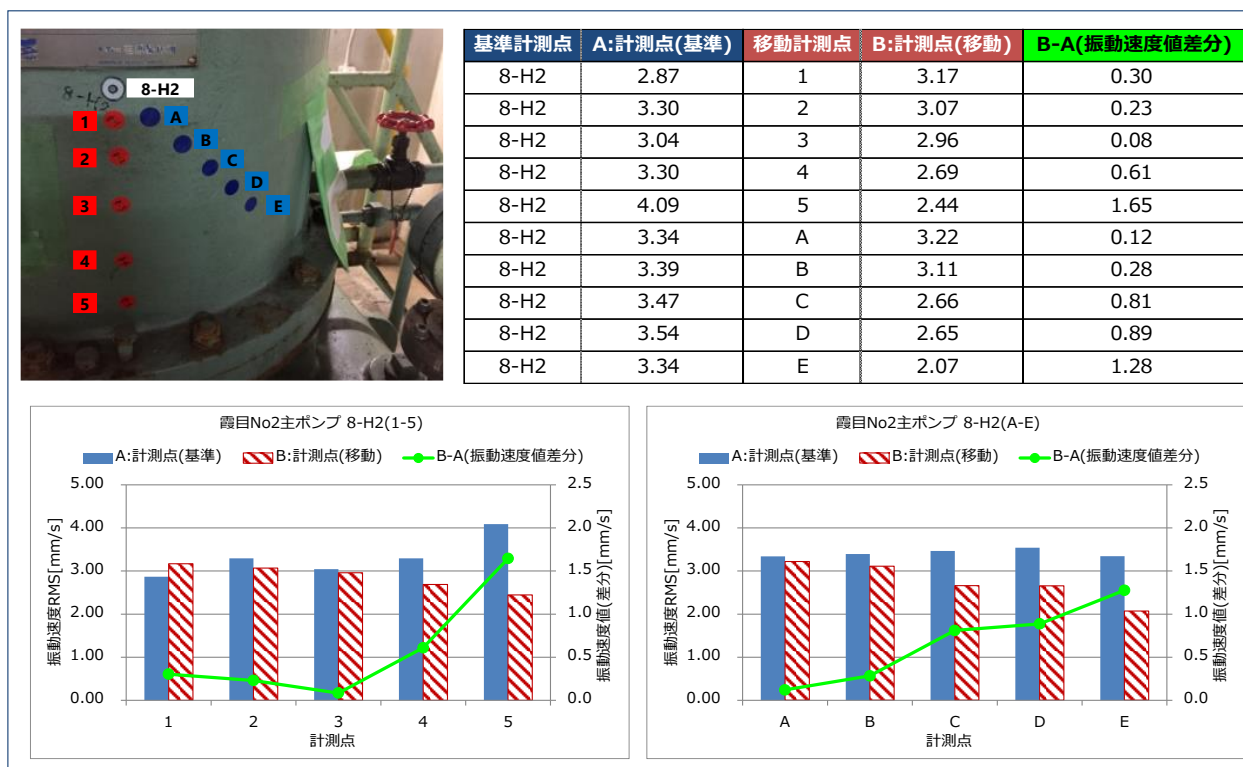 8-H2
8-H2
1
A
B
2
C
D
3
E
4
5
基準計測点 A:計測点(基準) 移動計測点 B:計測点(移動) B-A(振動速度値差分)
8-H2 2.87 1 3.17 0.30
8-H2 3.30 2 3.07 0.23
8-H2 3.04 3 2.96 0.08
8-H2 3.30 4 2.69 0.61
8-H2 4.09 5 2.44 1.65
8-H2 3.34 A 3.22 0.12
8-H2 3.39 B 3.11 0.28
8-H2 3.47 C 2.66 0.81
8-H2 3.54 D 2.65 0.89
8-H2 3.34 E 2.07 1.28
霞目No2主ポンプ 8-H2(1-5)
A:計測点(基準) B:計測点(移動) B-A(振動速度値差分)
振動速度RMS[mm/s]
5.00
4.00
3.00
2.00
1.00
0.00
2.5
2.0
1.5
1.0
0.5
0.0
振動速度値(差分)[mm/s]
1 2 3 4 5
計測点
霞目No2主ポンプ 8-H2(A-E)
A:計測点(基準) B:計測点(移動) B-A(振動速度値差分)
振動速度RMS[mm/s]
5.00
4.00
3.00
2.00
1.00
0.00
2.5
2.0
1.5
1.0
0.5
0.0
振動速度値(差分)[mm/s]
A B C D E
計測点